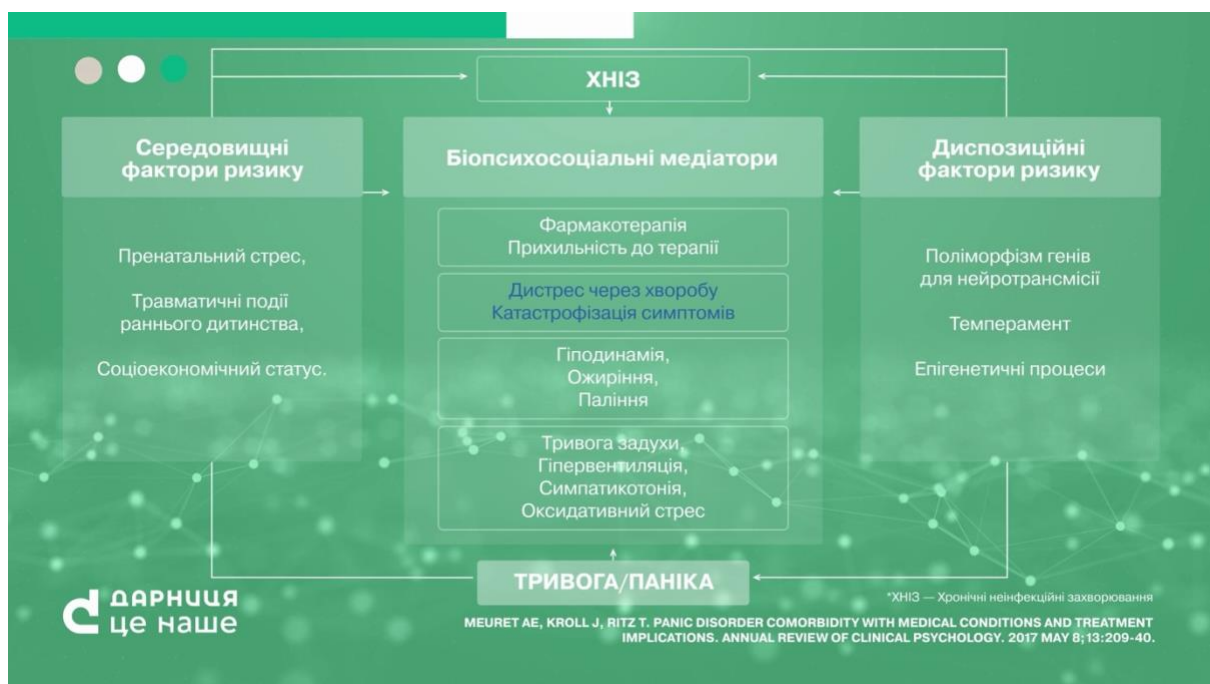 ХНІЗ
Середовищні
фактори ризику
Пренатальний стрес,
Травматичні події
раннього дитинства,
Соціоекономічний статус.
Біопсихосоціальні медіатори
Фармакотерапія
Прихильність до терапії
Дистрес через хворобу
Катастрофізація симптомів
Гіподинамія,
Ожиріння,
Паління
Тривога задухи,
Гіпервентиляція,
Симпатикотонія,
Оксидативний стрес
Диспозиційні
фактори ризику
Поліморфізм генів
для нейротрансмісії
Темперамент
Епігенетичні процеси
ТРИВОГА/ПАНІКА
ДАРНИЦЯ
це наше
*ХНІЗ — Хронічні неінфекційні захворювання
MEURET AE, KROLL J, RITZ T. PANIC DISORDER COMORBIDITY WITH MEDICAL CONDITIONS AND TREATMENT
IMPLICATIONS. ANNUAL REVIEW OF CLINICAL PSYCHOLOGY. 2017 MAY 8;13:209-40.